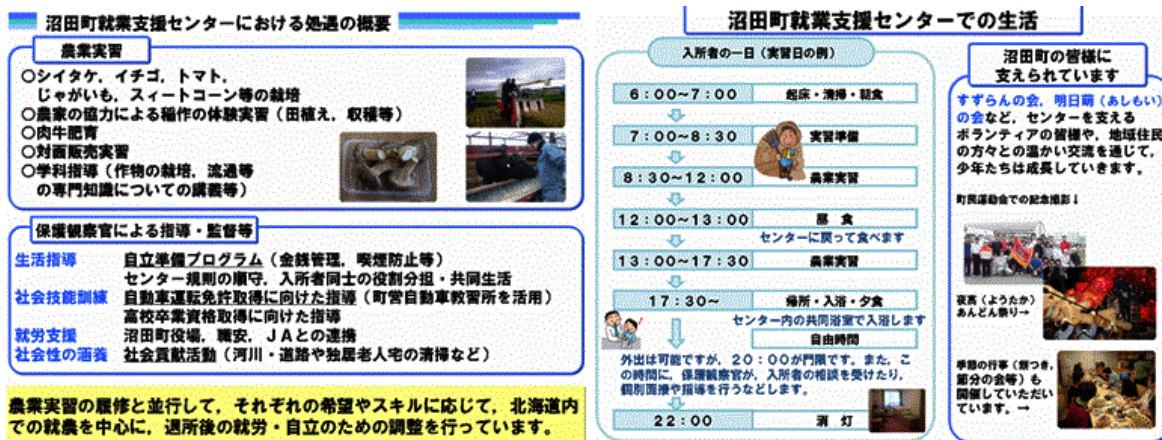 沼田町就業支援センターにおける処遇の概要
農業実習
○シイタケ，イチゴ，トマト，
じゃがいも，スィートコーン等の栽培
○農家の協力による稲作の体験実習（田植え，収穫等）
○肉牛肥育
○対面販売実習
○学科指導（作物の栽培，流通等
の専門知識についての講義等）
保護観察官による指導・監督等
生活指導 自立準備プログラム（金銭管理，喫煙防止等）
センター規則の順守，入所者同士の役割分担・共同生活
社会技能訓練 自動車運転免許取得に向けた指導（町営自動車教習所を活用）
高校卒業資格取得に向けた指導
就労支援 沼田町役場，職安，ＪＡとの連携
社会性の涵養 社会貢献活動（河川・道路や独居老人宅の清掃など）
農業実習の履修と並行して，それぞれの希望やスキルに応じて，北海道内
での就農を中心に，退所後の就労・自立のための調整を行っています。
沼田町就業支援センターでの生活
入所者の一日（実習日の例）
６：００～７：００ 起床・清掃・朝食
７：００～８：３０ 実習準備
８：３０～１２：００ 農業実習
１２：００～１３：００ 昼 食
センターに戻って食べます
１３：００～１７：３０ 農業実習
１７：３０～ 帰所・入浴・夕食
センター内の共同浴室で入浴します
自由時間
外出は可能ですが，２０：００が門限です。また，こ
の時間に，保護観察官が，入所者の相談を受けたり，
個別面接や指導を行うなどします。
２２：００ 消 灯
沼田町の皆様に
支えられています
すずらんの会，明日萌（あしもい）
の会など，センターを支える
ボランティアの皆様や，地域住民
の方々との温かい交流を通じて，
少年たちは成長していきます。
町民運動会での記念撮影↓
夜高（ようたか）
あんどん祭り→
季節の行事（餅つき，
節分の会等）も
開催していただい
ています。→